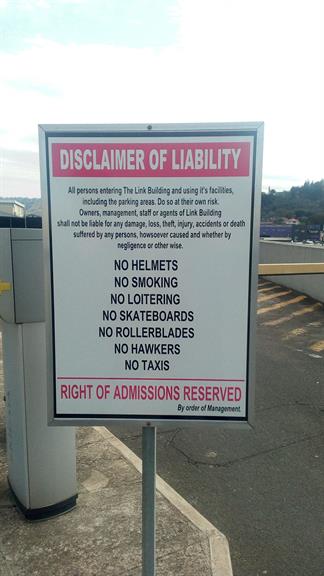 DISCLAIMER OF LIABILITY
All persons entering The Link Building and using it's facilities,
including the parking areas. Do so at their own risk.
Owners, management, staff or agents of Link Building
shall not be liable for any damage, loss, theft, injury, accidents or death
suffered by any persons, howsoever caused and whether by
negligence or other wise.
NO HELMETS
NO SMOKING
NO LOITERING
NO SKATEBOARDS
NO ROLLERBLADES
NO HAWKERS
NO TAXIS
RIGHT OF ADMISSIONS RESERVED
By order of Management.